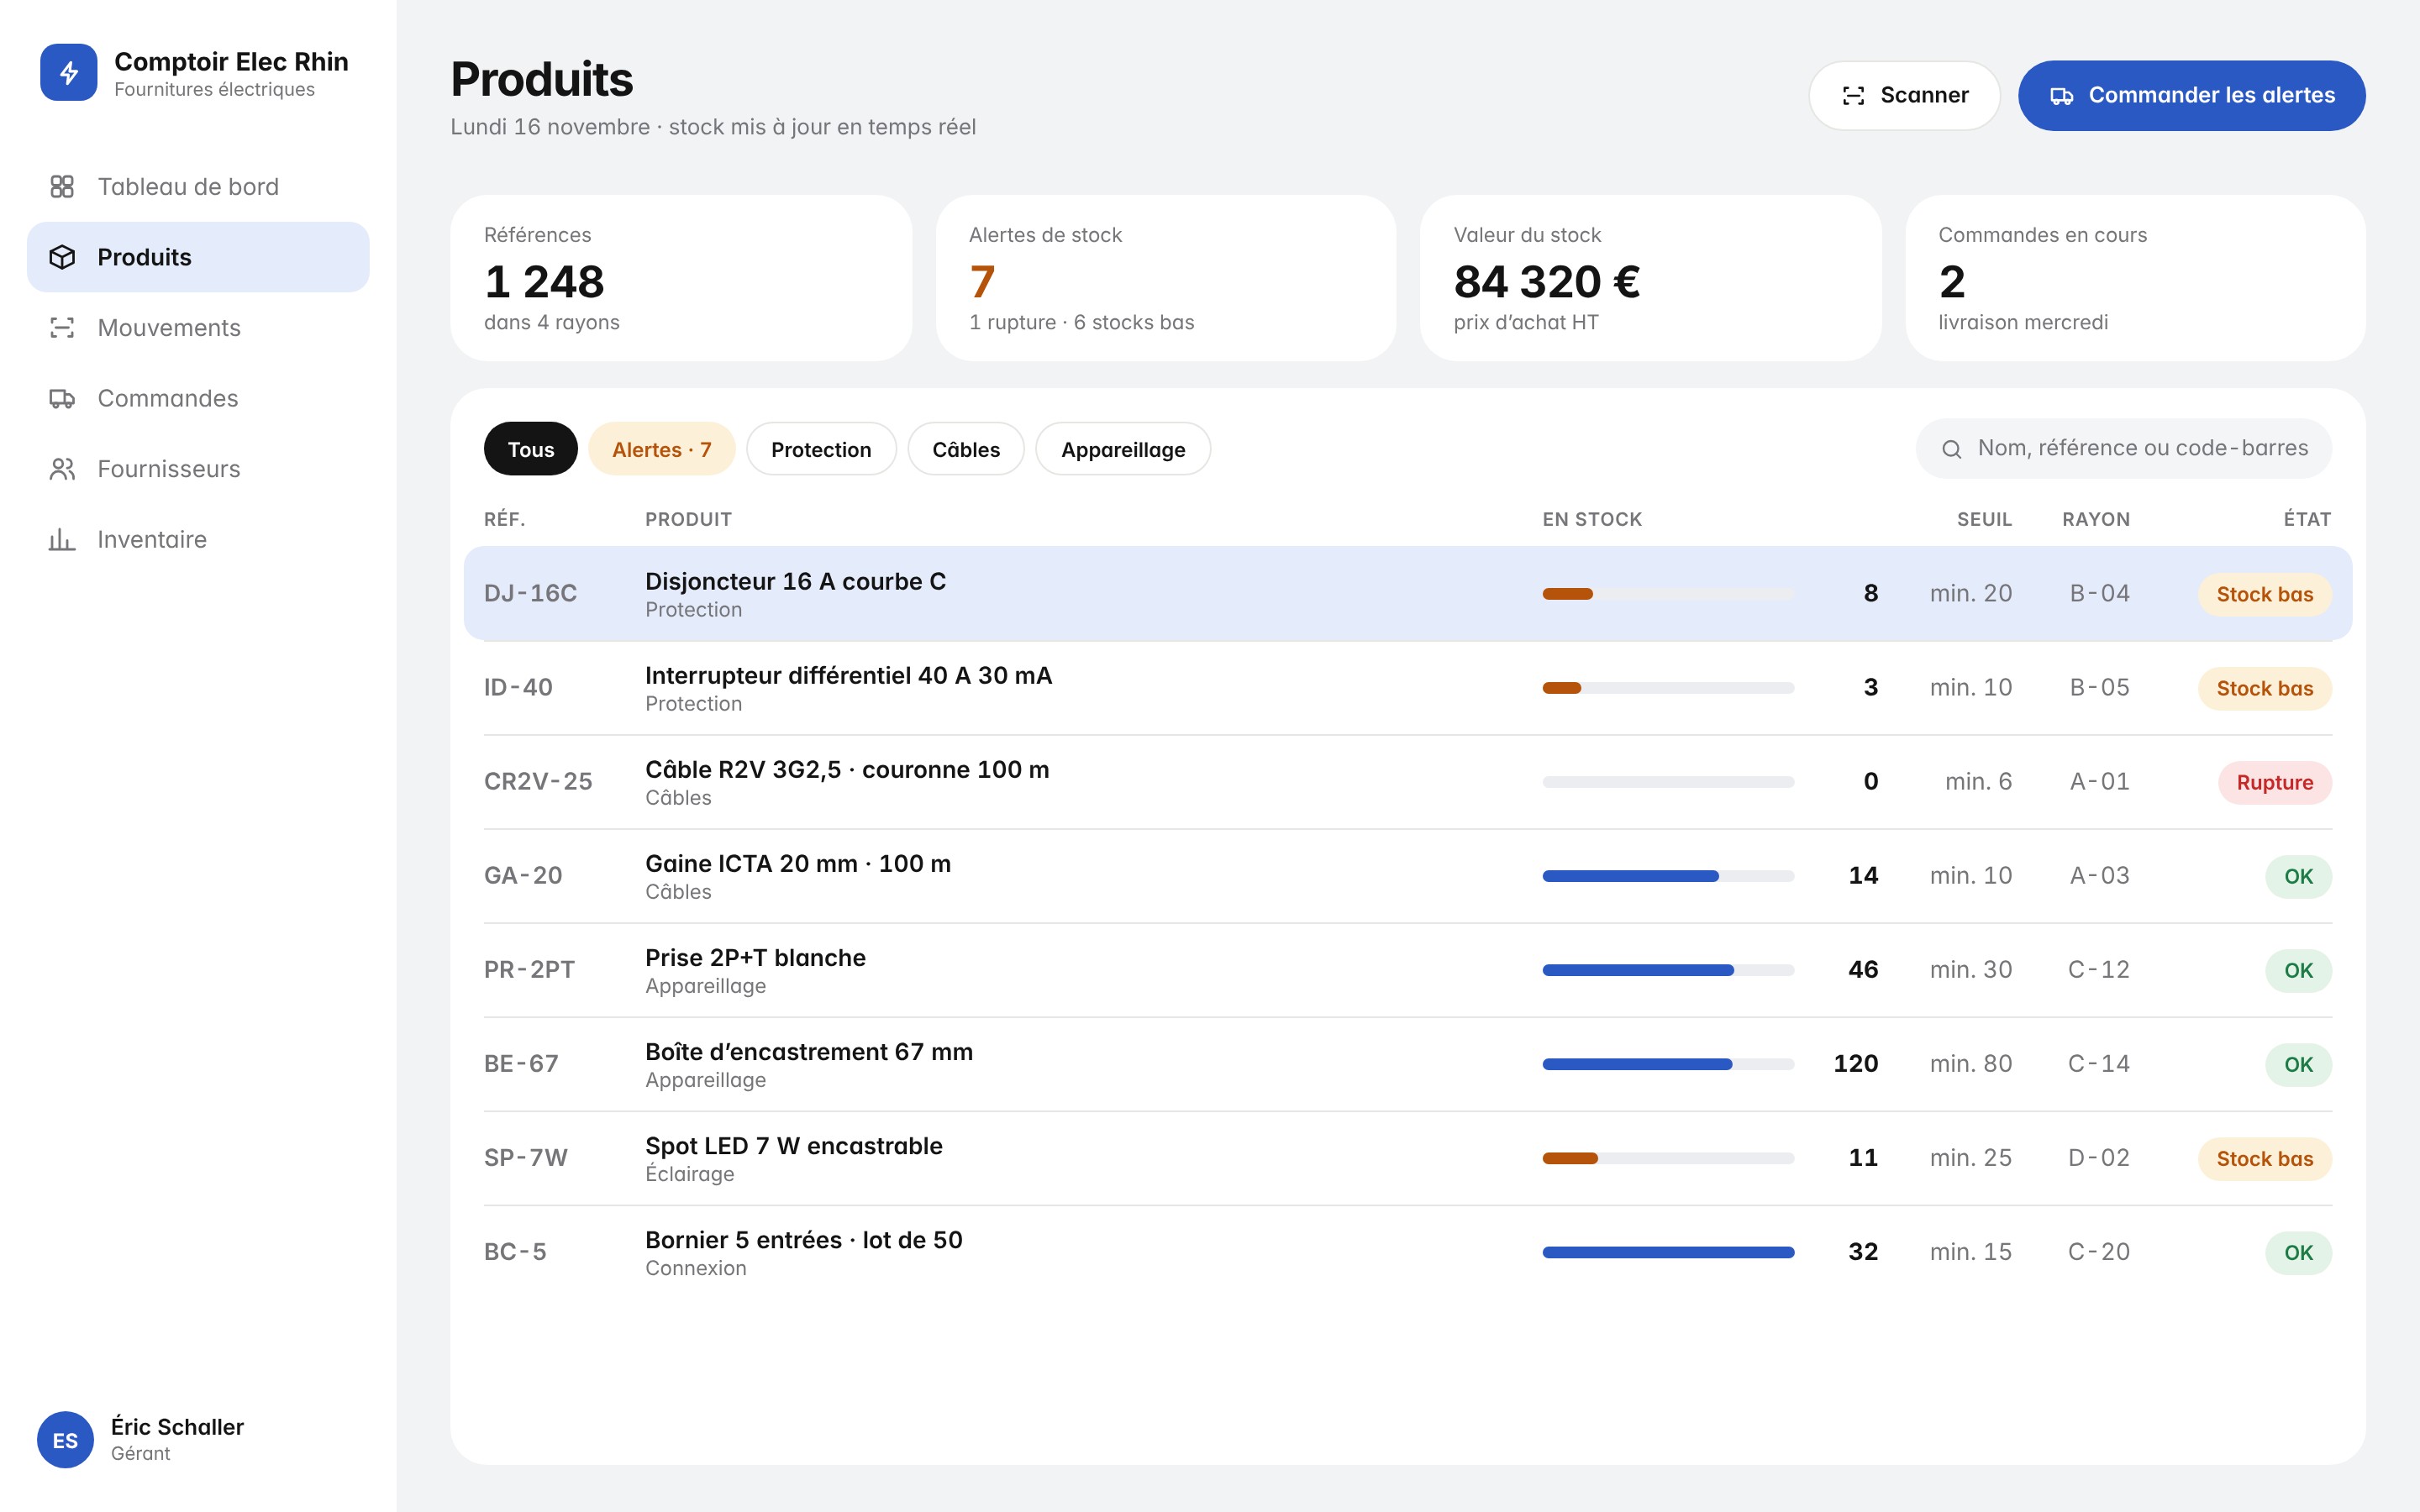 Comptoir Elec Rhin
Fournitures électriques
Tableau de bord
Produits
Mouvements
Commandes
Fournisseurs
Inventaire
ES
Éric Schaller
Gérant
Produits
Lundi 16 novembre · stock mis à jour en temps réel
Scanner
Commander les alertes
Références
1 248
dans 4 rayons
Alertes de stock
7
1 rupture · 6 stocks bas
Valeur du stock
84 320 €
prix d’achat HT
Commandes en cours
2
livraison mercredi
Tous
Alertes · 7
Protection
Câbles
Appareillage
Nom, référence ou code-barres
RÉF. PRODUIT EN STOCK SEUIL RAYON ÉTAT
DJ-16C Disjoncteur 16 A courbe C 8 min. 20 B-04 Stock bas
Protection
ID-40 Interrupteur différentiel 40 A 30 mA 3 min. 10 B-05 Stock bas
Protection
CR2V-25 Câble R2V 3G2,5 · couronne 100 m 0 min. 6 A-01 Rupture
Câbles
GA-20 Gaine ICTA 20 mm · 100 m 14 min. 10 A-03 OK
Câbles
PR-2PT Prise 2P+T blanche 46 min. 30 C-12 OK
Appareillage
BE-67 Boîte d’encastrement 67 mm 120 min. 80 C-14 OK
Appareillage
SP-7W Spot LED 7 W encastrable 11 min. 25 D-02 Stock bas
Éclairage
BC-5 Bornier 5 entrées · lot de 50 32 min. 15 C-20 OK
Connexion